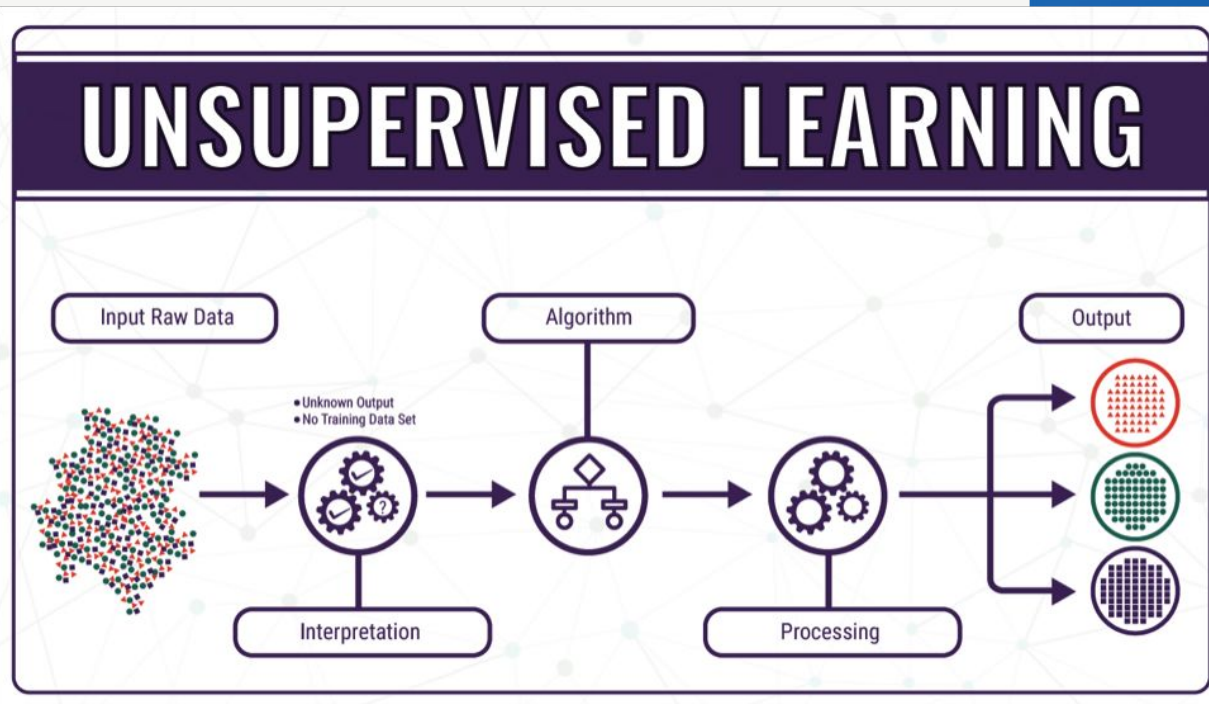 UNSUPERVISED LEARNING
Input Raw Data
Algorithm
Output
• Unknown Output
• No Training Data Set
?
Interpretation
Processing